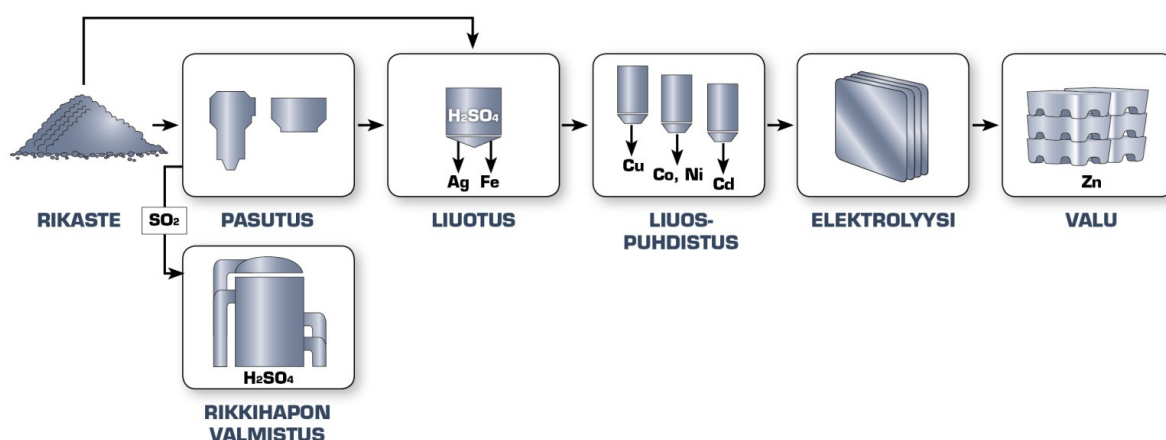 H₂SO₄
Ag Fe
Cu
Co, Ni
Cd
Zn
RIKASTE
SO₂
PASUTUS
LIUOTUS
LIUOS-
PUHDISTUS
ELEKTROLYYSI
VALU
H₂SO₄
RIKKIHAPON
VALMISTUS